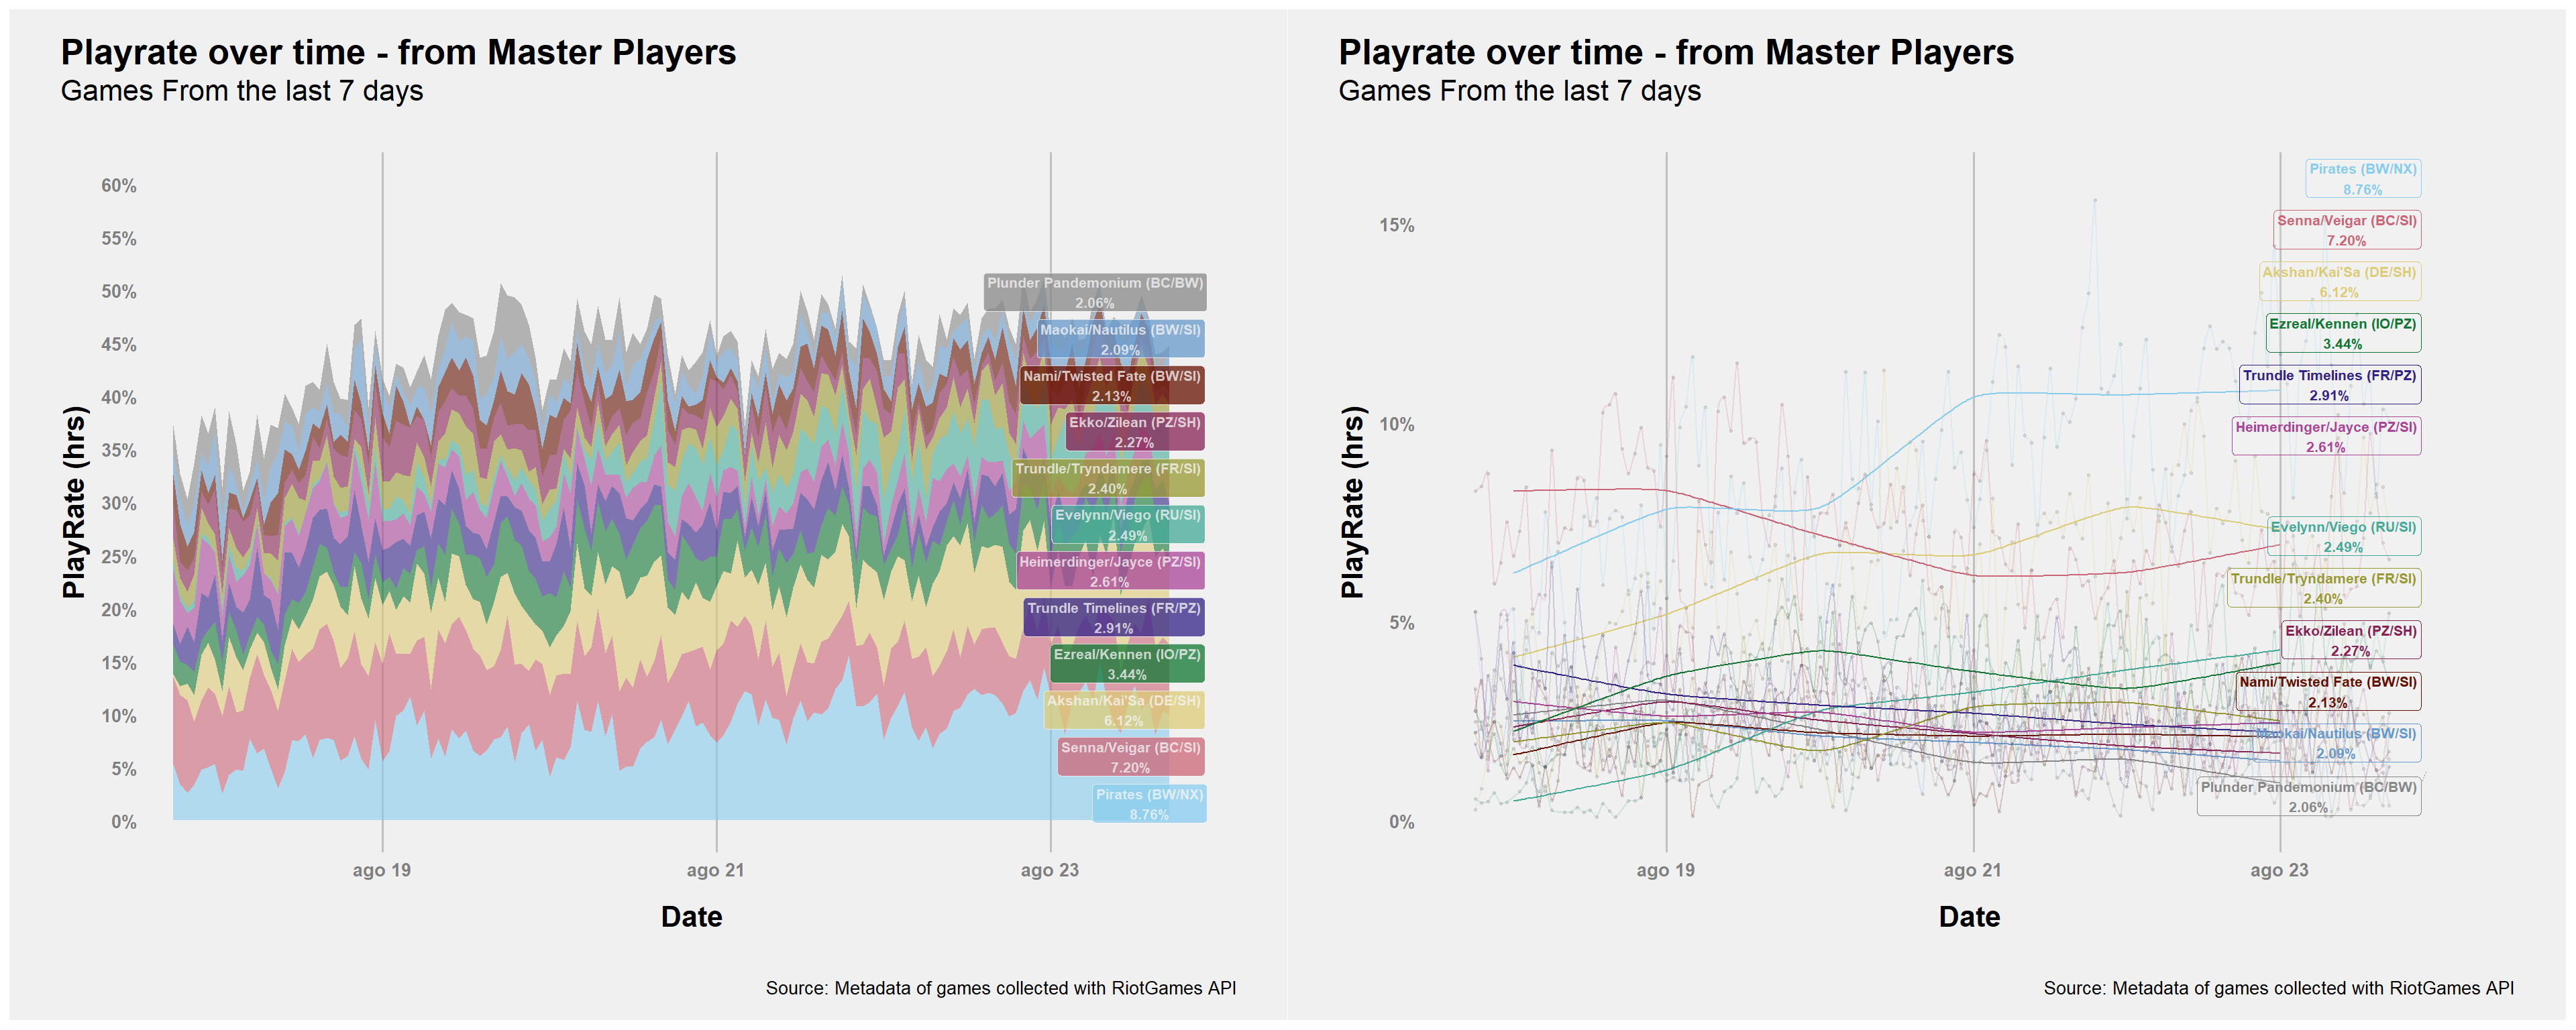 Playrate over time - from Master Players
Games From the last 7 days
PlayRate (hrs)
60%
55%
50%
45%
40%
35%
30%
25%
20%
15%
10%
5%
0%
Plunder Pandemonium (BC/BW)
2.06%
Maokai/Nautilus (BW/SI)
2.09%
Nami/Twisted Fate (BW/SI)
2.13%
Ekko/Zilean (PZ/SH)
2.27%
Trundle/Tryndamere (FR/SI)
2.40%
Evelynn/Viego (RU/SI)
2.49%
Heimerdinger/Jayce (PZ/SI)
2.61%
Trundle Timelines (FR/PZ)
2.91%
Ezreal/Kennen (IO/PZ)
3.44%
Akshan/Kai'Sa (DE/SH)
6.12%
Senna/Veigar (BC/SI)
7.20%
Pirates (BW/NX)
8.76%
ago 19
ago 21
ago 23
Date
Source: Metadata of games collected with RiotGames API
Playrate over time - from Master Players
Games From the last 7 days
PlayRate (hrs)
15%
10%
5%
0%
Pirates (BW/NX)
8.76%
Senna/Veigar (BC/SI)
7.20%
Akshan/Kai'Sa (DE/SH)
6.12%
Ezreal/Kennen (IO/PZ)
3.44%
Trundle Timelines (FR/PZ)
2.91%
Heimerdinger/Jayce (PZ/SI)
2.61%
Evelynn/Viego (RU/SI)
2.49%
Trundle/Tryndamere (FR/SI)
2.40%
Ekko/Zilean (PZ/SH)
2.27%
Nami/Twisted Fate (BW/SI)
2.13%
Maokai/Nautilus (BW/SI)
2.09%
Plunder Pandemonium (BC/BW)
2.06%
ago 19
ago 21
ago 23
Date
Source: Metadata of games collected with RiotGames API